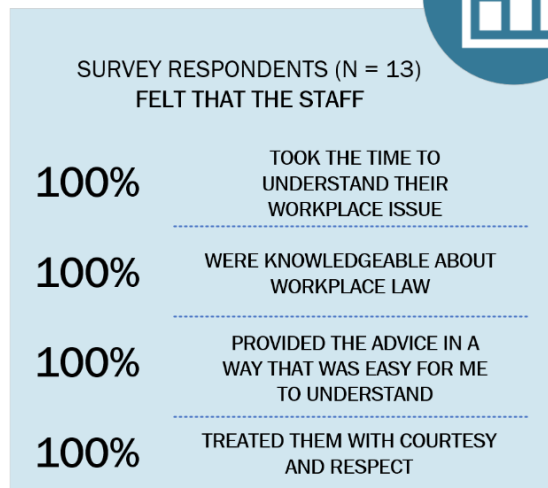 SURVEY RESPONDENTS (N = 13)
FELT THAT THE STAFF
100%
TOOK THE TIME TO
UNDERSTAND THEIR
WORKPLACE ISSUE
100%
WERE KNOWLEDGEABLE ABOUT
WORKPLACE LAW
100%
PROVIDED THE ADVICE IN A
WAY THAT WAS EASY FOR ME
TO UNDERSTAND
100%
TREATED THEM WITH COURTESY
AND RESPECT